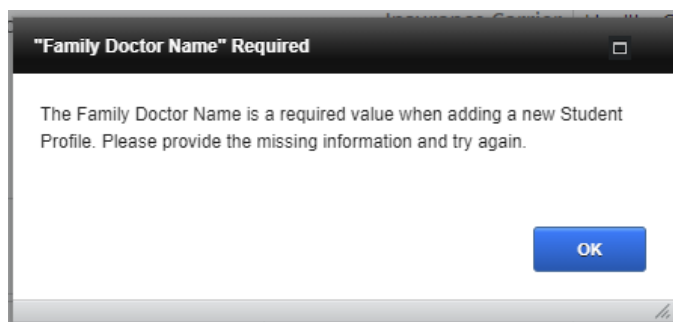 "Family Doctor Name" Required
The Family Doctor Name is a required value when adding a new Student
Profile. Please provide the missing information and try again.
OK